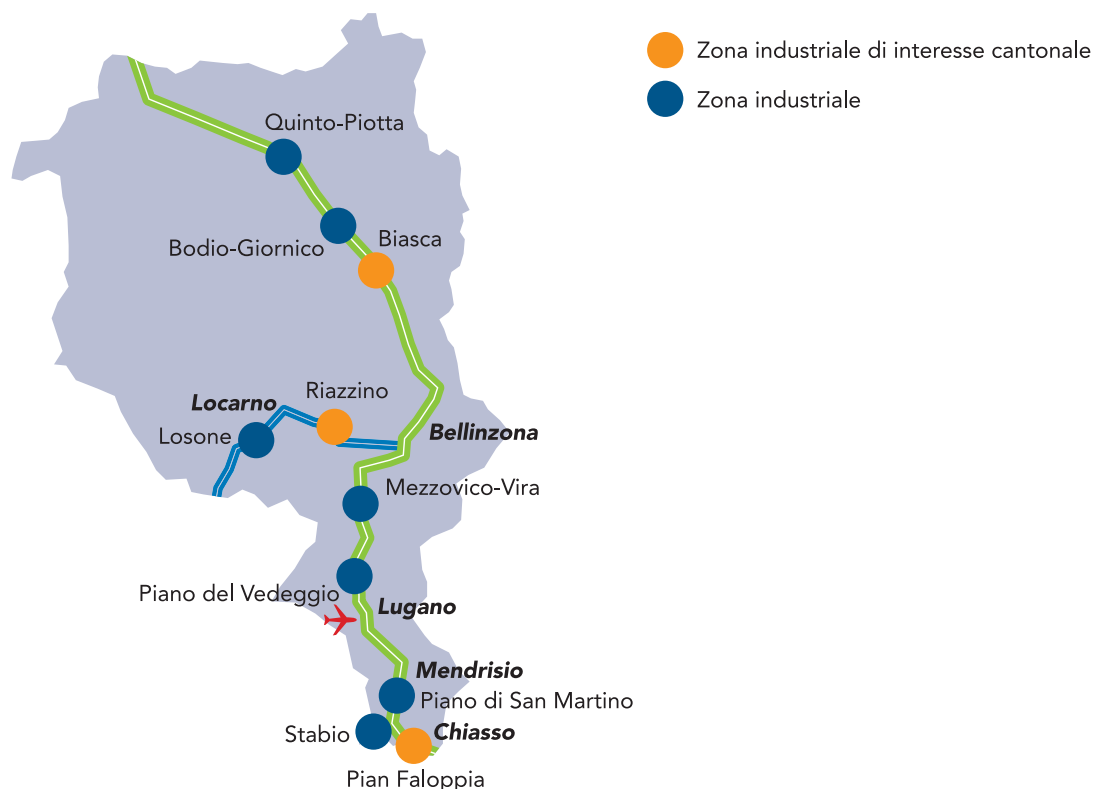 Zona industriale di interesse cantonale
Zona industriale
Quinto-Piotta
Bodio-Giornico
Biasca
Riazzino
Locarno
Losone
Bellinzona
Mezzovico-Vira
Piano del Vedeggio
Lugano
Mendrisio
Piano di San Martino
Stabio
Chiasso
Pian Faloppia